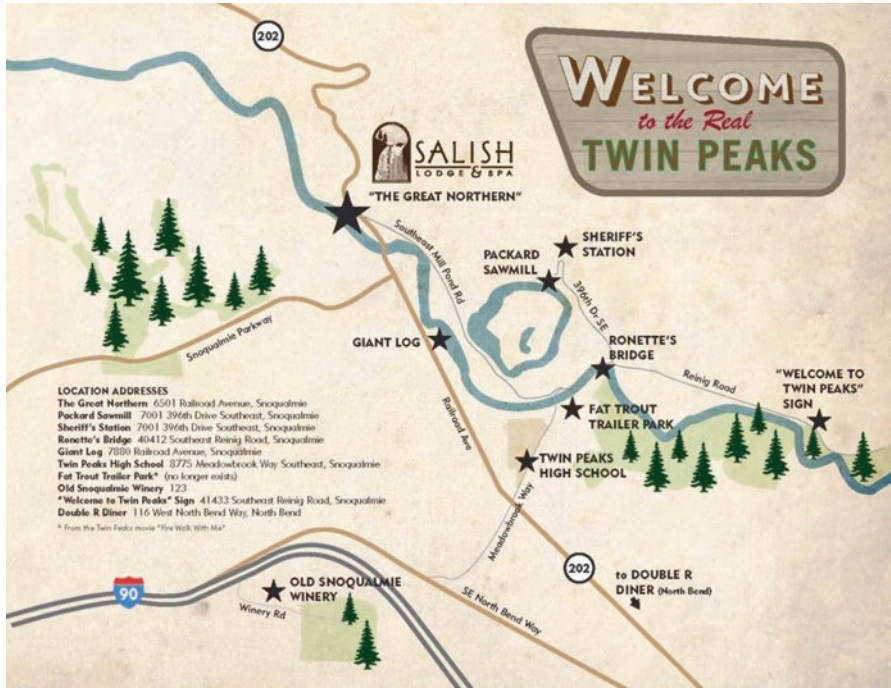 202
WELCOME
to the Real
TWIN PEAKS
SALISH
LODGE & SPA
"THE GREAT NORTHERN"
Southeast Mill Pond Rd
SHERIFF'S
STATION
PACKARD
SAWMILL
396th Dr SE
Snoqualmie Parkway
GIANT LOG
RONETTE'S
BRIDGE
Reinig Road
"WELCOME TO
TWIN PEAKS"
SIGN
Railroad Ave
FAT TROUT
TRAILER PARK
TWIN PEAKS
HIGH SCHOOL
Meadowbrook Way
LOCATION ADDRESSES
The Great Northern 6501 Railroad Avenue, Snoqualmie
Packard Sawmill 7001 396th Drive Southeast, Snoqualmie
Sheriff's Station 7001 396th Drive Southeast, Snoqualmie
Ronette's Bridge 40412 Southeast Reinig Road, Snoqualmie
Giant Log 7880 Railroad Avenue, Snoqualmie
Twin Peaks High School 8775 Meadowbrook Way Southeast, Snoqualmie
Fat Trout Trailer Park* (no longer exists)
Old Snoqualmie Winery 123
"Welcome to Twin Peaks" Sign 41433 Southeast Reinig Road, Snoqualmie
Double R Diner 116 West North Bend Way, North Bend
* From the Twin Peaks movie "Fire Walk With Me"
90
OLD SNOQUALMIE
WINERY
Winery Rd
SE North Bend Way
202
to DOUBLE R
DINER (North Bend)